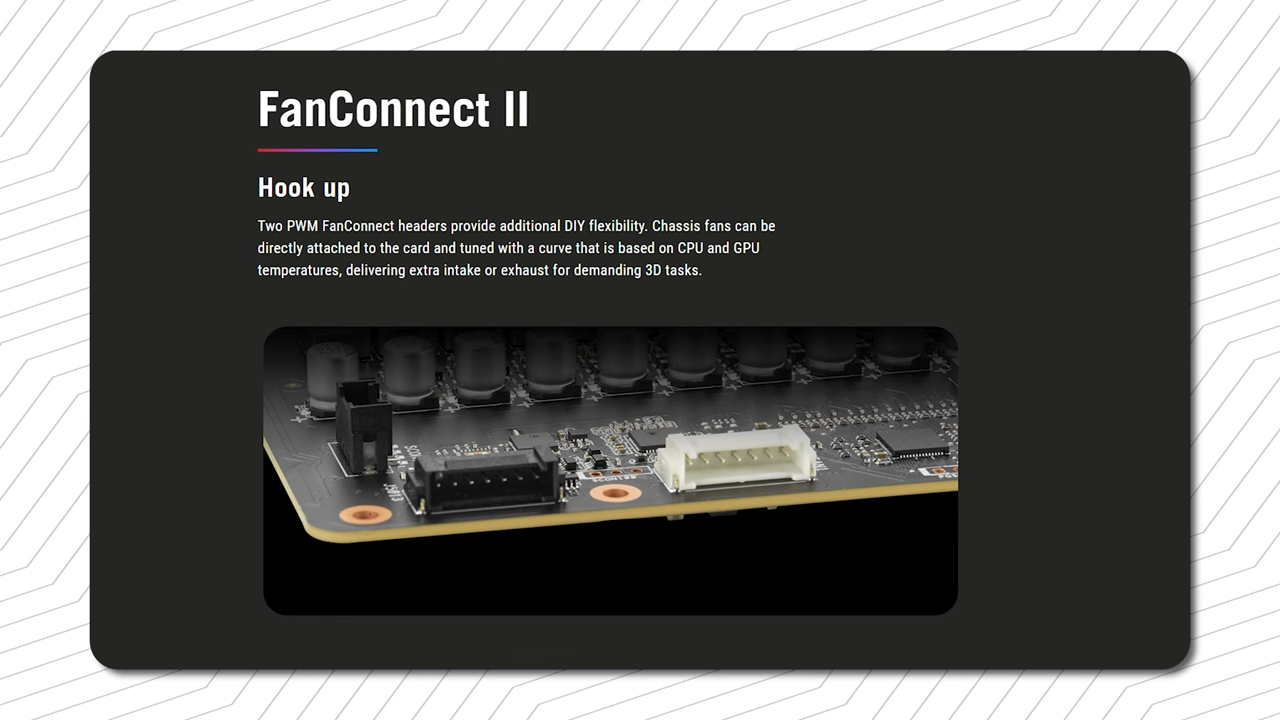 FanConnect II
Hook up
Two PWM FanConnect headers provide additional DIY flexibility. Chassis fans can be
directly attached to the card and tuned with a curve that is based on CPU and GPU
temperatures, delivering extra intake or exhaust for demanding 3D tasks.